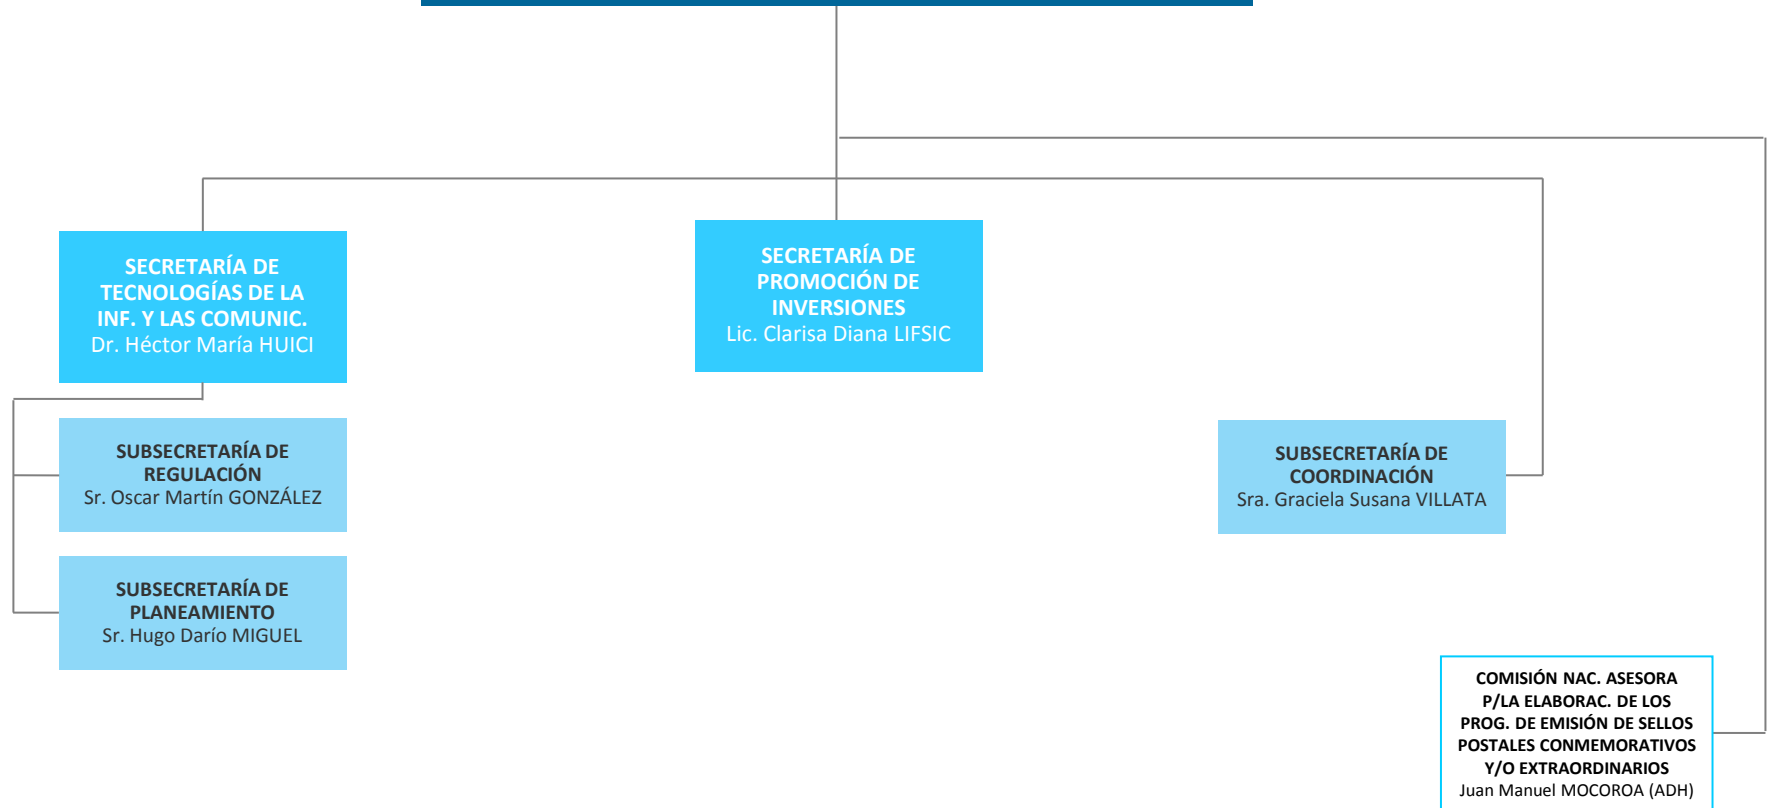 SECRETARÍA DE
TECNOLOGÍAS DE LA
INF. Y LAS COMUNIC.
Dr. Héctor María HUICI
SECRETARÍA DE
PROMOCIÓN DE
INVERSIONES
Lic. Clarisa Diana LIFSIC
SUBSECRETARÍA DE
REGULACIÓN
Sr. Oscar Martín GONZÁLEZ
SUBSECRETARÍA DE
COORDINACIÓN
Sra. Graciela Susana VILLATA
SUBSECRETARÍA DE
PLANEAMIENTO
Sr. Hugo Darío MIGUEL
COMISIÓN NAC. ASESORA
P/LA ELABORAC. DE LOS
PROG. DE EMISIÓN DE SELLOS
POSTALES CONMEMORATIVOS
Y/O EXTRAORDINARIOS
Juan Manuel MOCOROA (ADH)